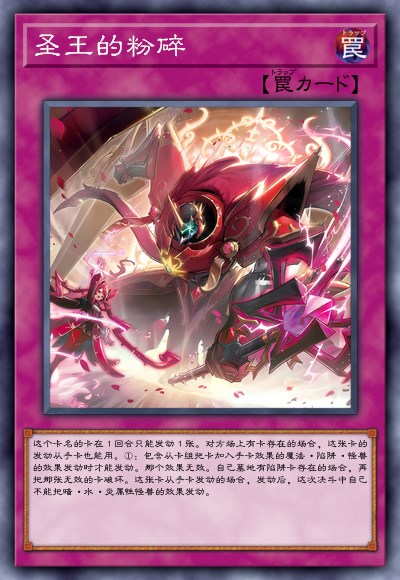 圣王的粉碎
トラップ
罠
トラップ
【罠カード】
这个卡名的卡在1回合只能发动1张。对方场上有卡存在的场合，这张卡的
发动从手卡也能用。①：包含从卡组把卡加入手卡效果的魔法·陷阱·怪兽
的效果发动时才能发动。那个效果无效。自己墓地有陷阱卡存在的场合，再
把那张无效的卡破坏。这张卡从手卡发动的场合，发动后，这次决斗中自己
不能把暗·水·炎属性怪兽的效果发动。